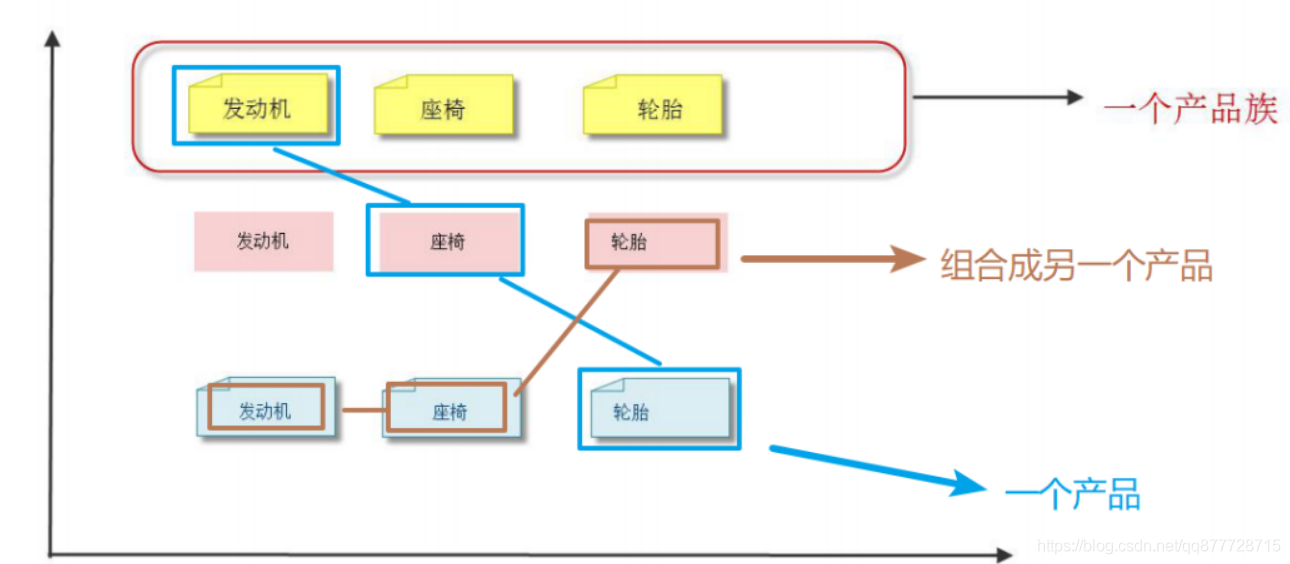 发动机
座椅
轮胎
一个产品族
发动机
座椅
轮胎
组合成另一个产品
发动机
座椅
轮胎
一个产品
https://blog.csdn.net/qq877728715